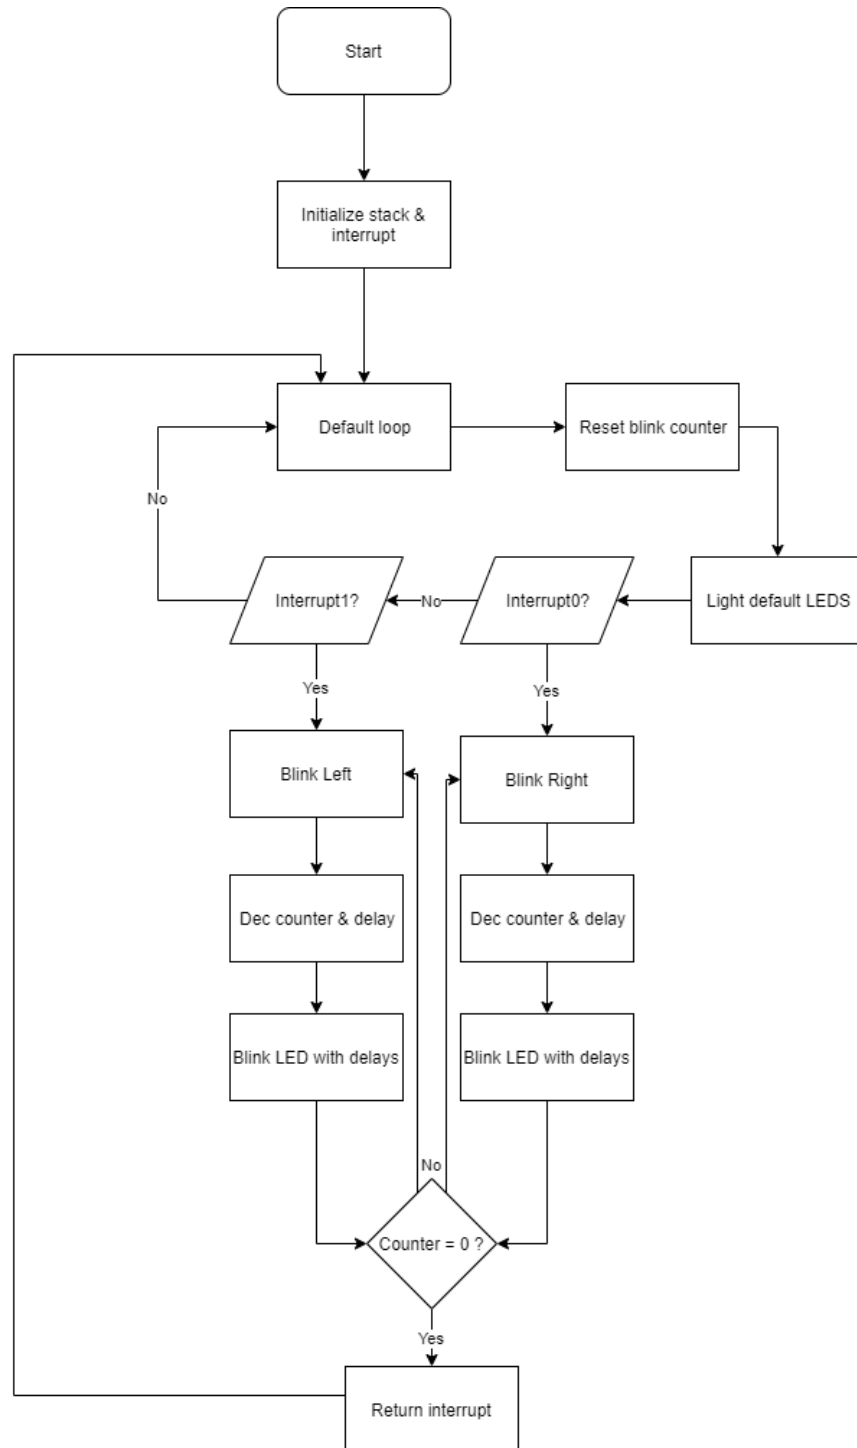 Start
Initialize stack &
interrupt
Default loop
Reset blink counter
No
Interrupt1?
No
Interrupt0?
Light default LEDS
Yes
Yes
Blink Left
Blink Right
Dec counter & delay
Dec counter & delay
Blink LED with delays
Blink LED with delays
No
Counter = 0 ?
Yes
Return interrupt